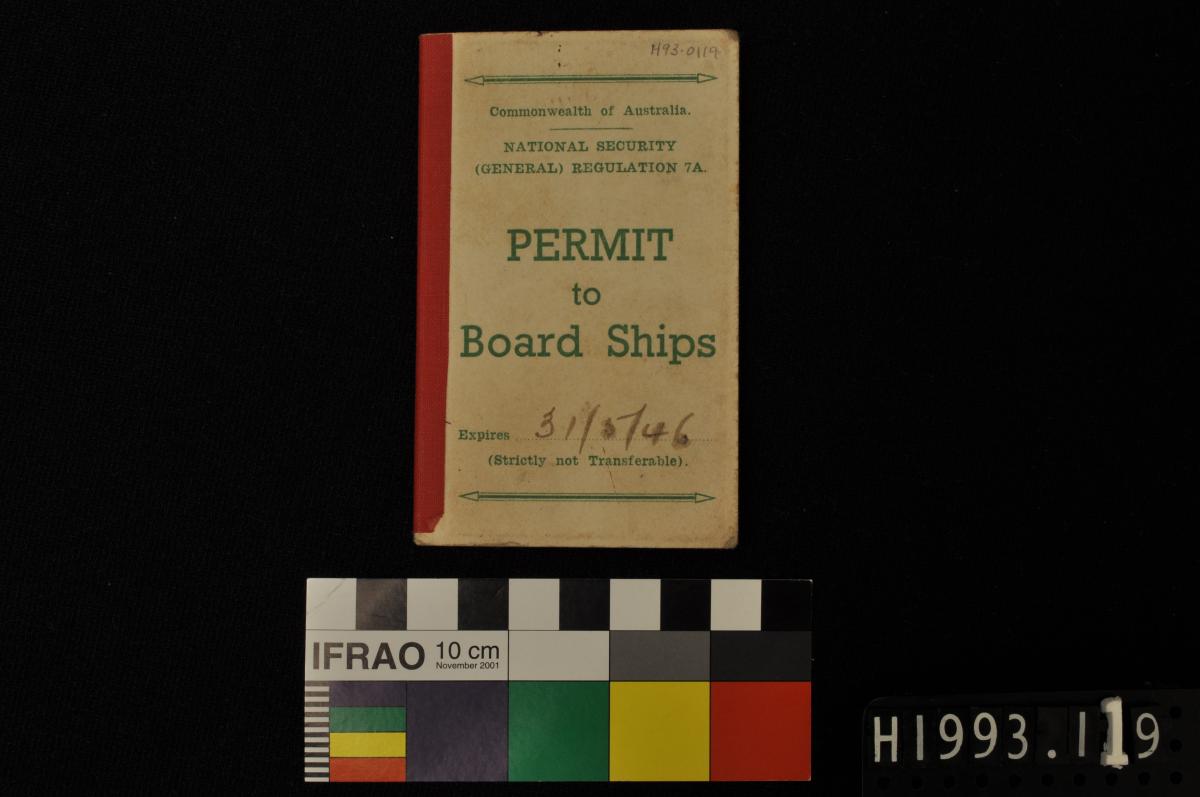 H93·0119
Commonwealth of Australia.
NATIONAL SECURITY
(GENERAL) REGULATION 7A.
PERMIT
to
Board Ships
Expires 31/5/46
(Strictly not Transferable).
IFRAO 10 cm
November 2001
H1993.119